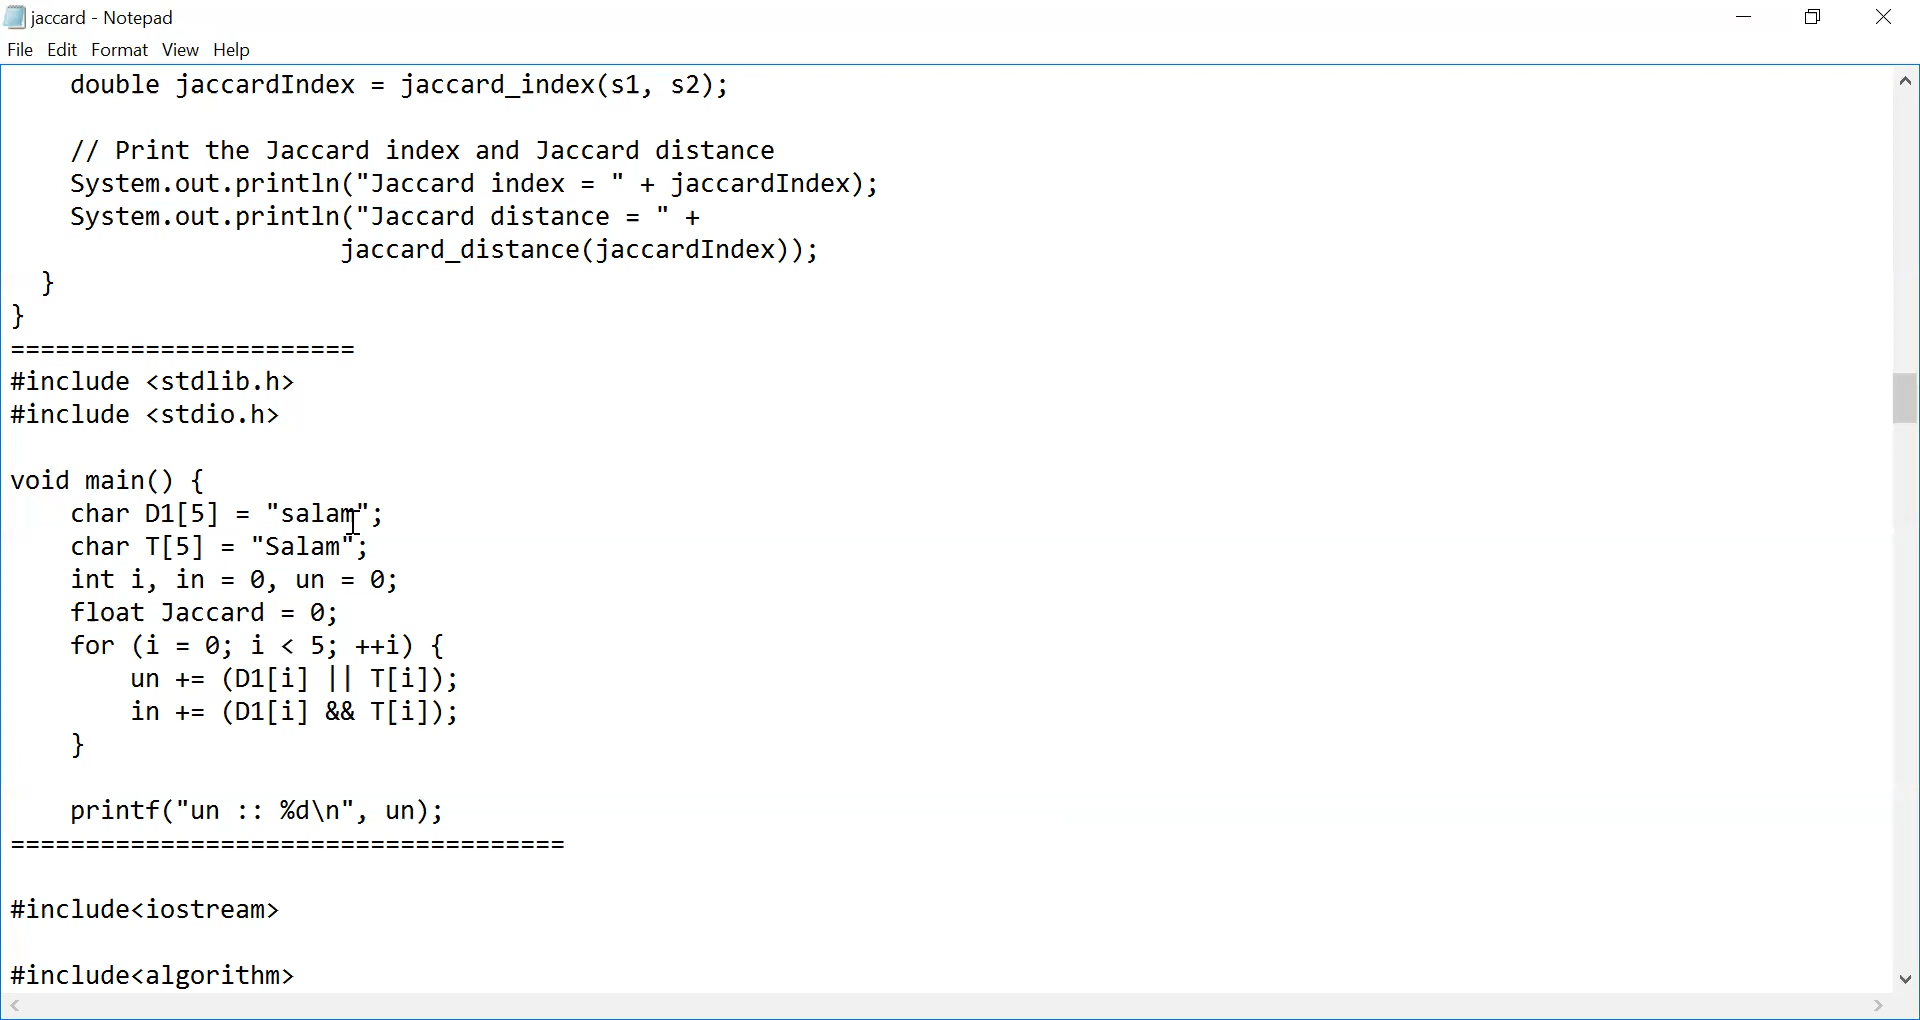 jaccard - Notepad
File Edit Format View Help
double jaccardIndex = jaccard_index(s1, s2);
// Print the Jaccard index and Jaccard distance
System.out.println("Jaccard index = " + jaccardIndex);
System.out.println("Jaccard distance = " +
jaccard_distance(jaccardIndex));
}
}
=======================
#include <stdlib.h>
#include <stdio.h>
void main() {
char D1[5] = "salam";
char T[5] = "Salam";
int i, in = 0, un = 0;
float Jaccard = 0;
for (i = 0; i < 5; ++i) {
un += (D1[i] || T[i]);
in += (D1[i] && T[i]);
}
printf("un :: %d\n", un);
=====================================
#include<iostream>
#include<algorithm>